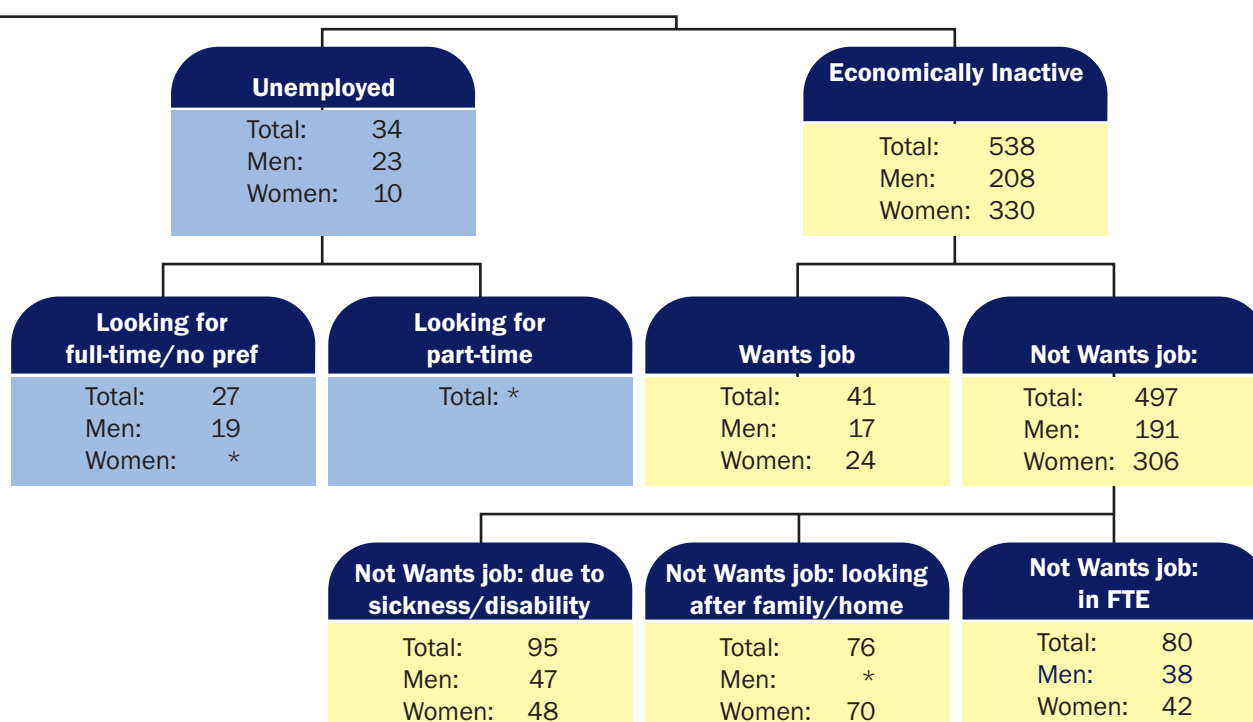 Unemployed
Total: 34
Men: 23
Women: 10
Economically Inactive
Total: 538
Men: 208
Women: 330
Looking for
full-time/no pref
Total: 27
Men: 19
Women: *
Looking for
part-time
Total: *
Wants job
Total: 41
Men: 17
Women: 24
Not Wants job:
Total: 497
Men: 191
Women: 306
Not Wants job: due to
sickness/disability
Total: 95
Men: 47
Women: 48
Not Wants job: looking
after family/home
Total: 76
Men: *
Women: 70
Not Wants job:
in FTE
Total: 80
Men: 38
Women: 42